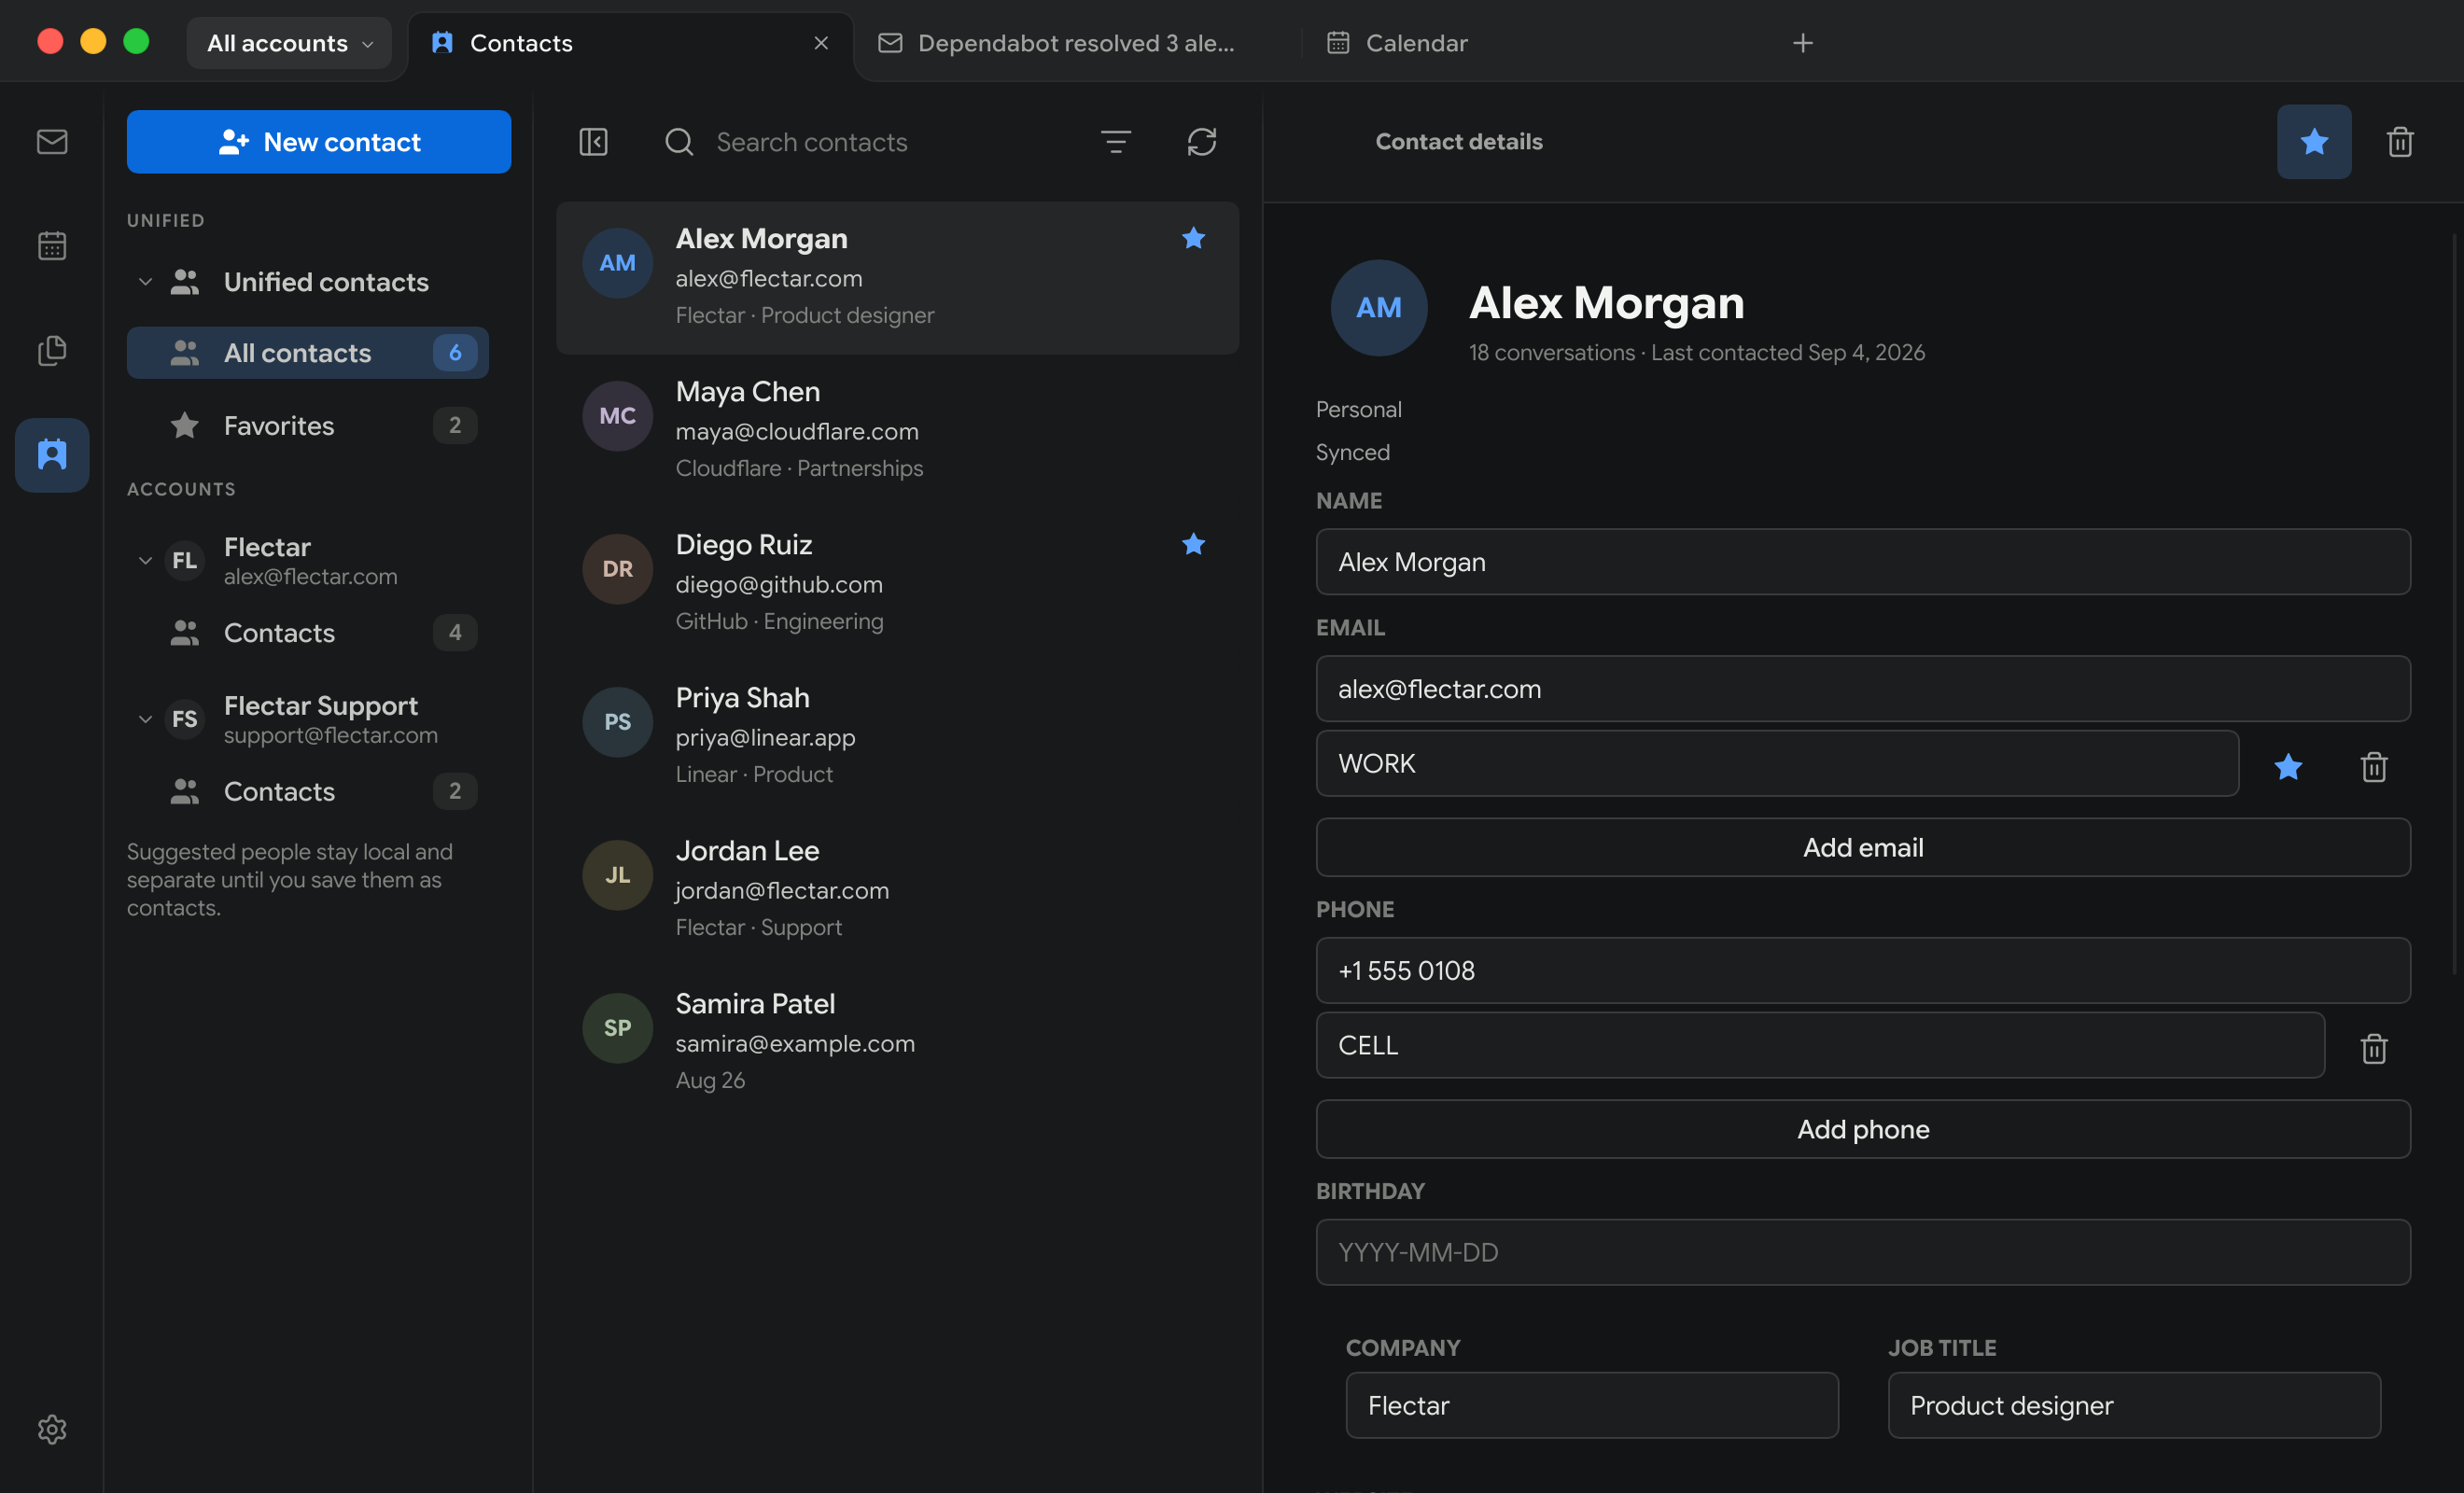 All accounts
Contacts
Dependabot resolved 3 ale...
Calendar
New contact
UNIFIED
Unified contacts
All contacts
6
Favorites
2
ACCOUNTS
FL
Flectar
alex@flectar.com
Contacts
4
FS
Flectar Support
support@flectar.com
Contacts
2
Suggested people stay local and
separate until you save them as
contacts.
Search contacts
AM
Alex Morgan
alex@flectar.com
Flectar · Product designer
MC
Maya Chen
maya@cloudflare.com
Cloudflare · Partnerships
DR
Diego Ruiz
diego@github.com
GitHub · Engineering
PS
Priya Shah
priya@linear.app
Linear · Product
JL
Jordan Lee
jordan@flectar.com
Flectar · Support
SP
Samira Patel
samira@example.com
Aug 26
Contact details
AM
Alex Morgan
18 conversations · Last contacted Sep 4, 2026
Personal
Synced
NAME
Alex Morgan
EMAIL
alex@flectar.com
WORK
Add email
PHONE
+1 555 0108
CELL
Add phone
BIRTHDAY
YYYY-MM-DD
COMPANY
JOB TITLE
Flectar
Product designer